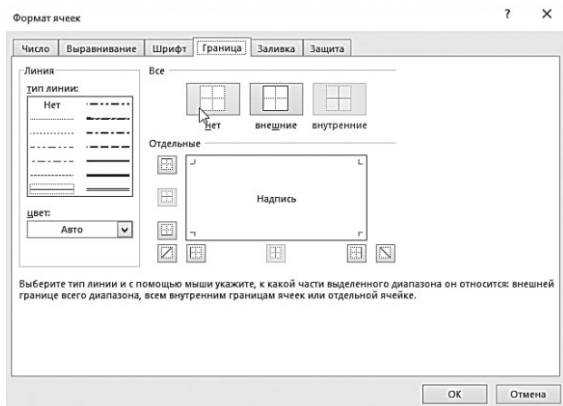 Формат ячеек
? ×
Число Выравнивание Шрифт Граница Заливка Защита
Линия
тип линии:
Нет
цвет:
Авто
Все
нет внешние внутренние
Отдельные
Надпись
Выберите тип линии и с помощью мыши укажите, к какой части выделенного диапазона он относится: внешней
границе всего диапазона, всем внутренним границам ячеек или отдельной ячейке.
ОК Отмена